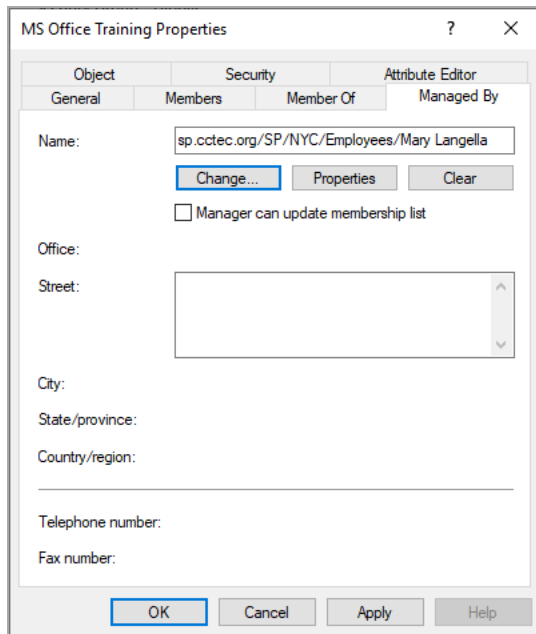 MS Office Training Properties ? ×
Object Security Attribute Editor
General Members Member Of Managed By
Name: sp.cctec.org/SP/NYC/Employees/Mary Langella
Change... Properties Clear
Manager can update membership list
Office:
Street:
City:
State/province:
Country/region:
Telephone number:
Fax number:
OK Cancel Apply Help